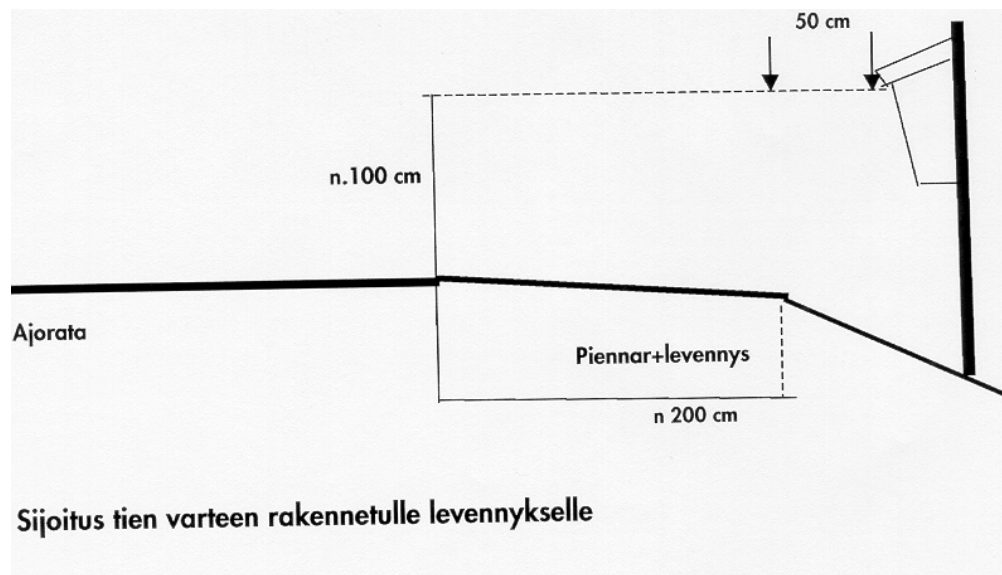 50 cm
n.100 cm
Ajorata
Piennar+levennys
n 200 cm
Sijoitus tien varteen rakennetulle levennykselle